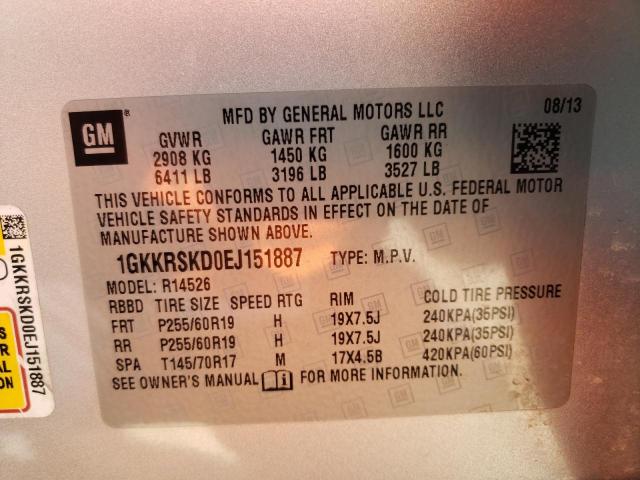 GM ®
MFD BY GENERAL MOTORS LLC 08/13
GVWR GAWR FRT GAWR RR
2908 KG 1450 KG 1600 KG
6411 LB 3196 LB 3527 LB
THIS VEHICLE CONFORMS TO ALL APPLICABLE U.S. FEDERAL MOTOR
VEHICLE SAFETY STANDARDS IN EFFECT ON THE DATE OF
MANUFACTURE SHOWN ABOVE.
1GKKRSKD0EJ151887 TYPE: M.P.V.
MODEL: R14526
RBBD TIRE SIZE SPEED RTG RIM COLD TIRE PRESSURE
FRT P255/60R19 H 19X7.5J 240KPA(35PSI)
RR P255/60R19 H 19X7.5J 240KPA(35PSI)
SPA T145/70R17 M 17X4.5B 420KPA(60PSI)
SEE OWNER'S MANUAL i FOR MORE INFORMATION.
1GKKRSKD0EJ151887